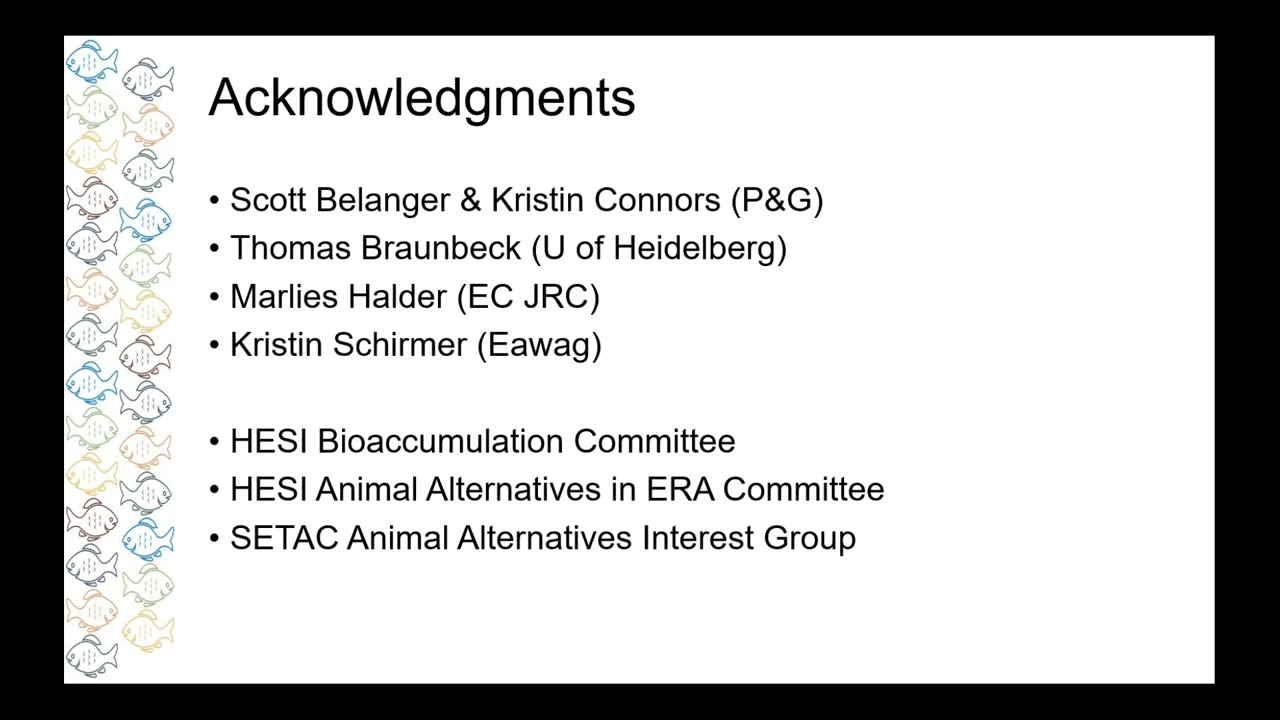 Acknowledgments
• Scott Belanger & Kristin Connors (P&G)
• Thomas Braunbeck (U of Heidelberg)
• Marlies Halder (EC JRC)
• Kristin Schirmer (Eawag)
• HESI Bioaccumulation Committee
• HESI Animal Alternatives in ERA Committee
• SETAC Animal Alternatives Interest Group